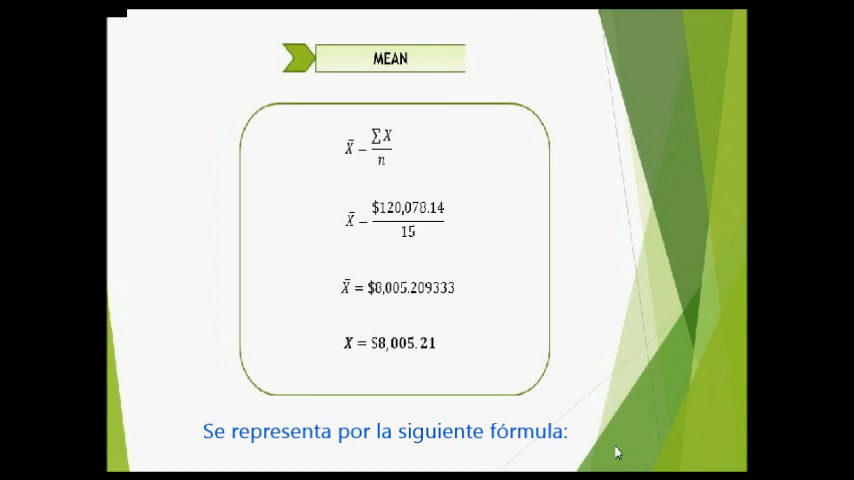 MEAN
X̄ = ∑X / n
X̄ = $120,078.14 / 15
X̄ = $8,005.209333
X = $8,005.21
Se representa por la siguiente fórmula: